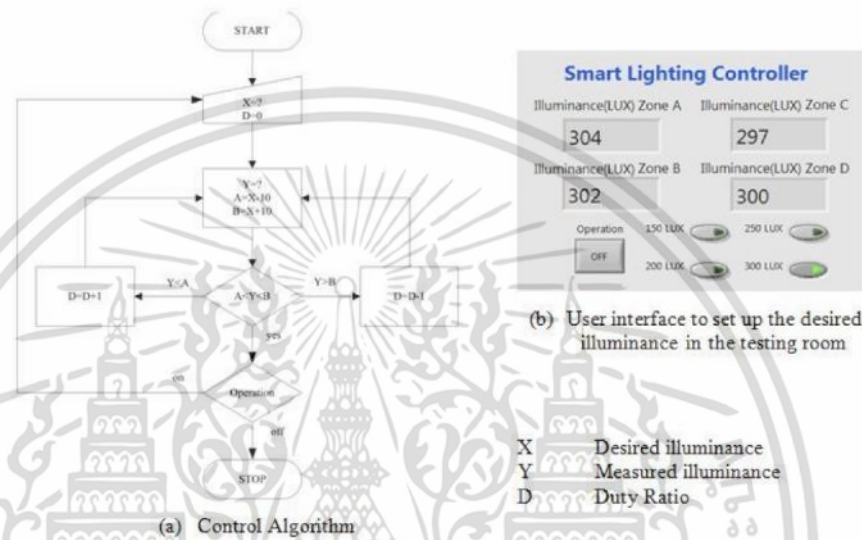 START
X=?
D=0
Y=?
A=X-10
B=X+10
Y<A
A<Y<B
Y>B
D=D+1
D=D-1
yes
on
Operation
off
STOP
(a) Control Algorithm
Smart Lighting Controller
Illuminance(LUX) Zone A Illuminance(LUX) Zone C
304 297
Illuminance(LUX) Zone B Illuminance(LUX) Zone D
302 300
Operation 150 LUX 250 LUX
OFF
200 LUX 300 LUX
(b) User interface to set up the desired
illuminance in the testing room
X Desired illuminance
Y Measured illuminance
D Duty Ratio